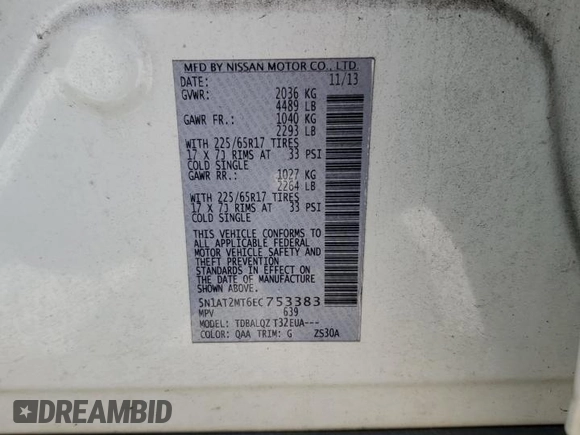 MFD BY NISSAN MOTOR CO., LTD.
DATE: 11/13
GVWR: 2036 KG
4489 LB
GAWR FR.: 1040 KG
2293 LB
WITH 225/65R17 TIRES
17 X 7J RIMS AT 33 PSI
COLD SINGLE
GAWR RR.: 1027 KG
2264 LB
WITH 225/65R17 TIRES
17 X 7J RIMS AT 33 PSI
COLD SINGLE
THIS VEHICLE CONFORMS TO
ALL APPLICABLE FEDERAL
MOTOR VEHICLE SAFETY AND
THEFT PREVENTION
STANDARDS IN EFFECT ON
THE DATE OF MANUFACTURE
SHOWN ABOVE.
5N1AT2MT6EC753383
MPV 639
MODEL: TDBALQZ T32EUA---
COLOR: QAA TRIM: G ZS30A
DREAMBID